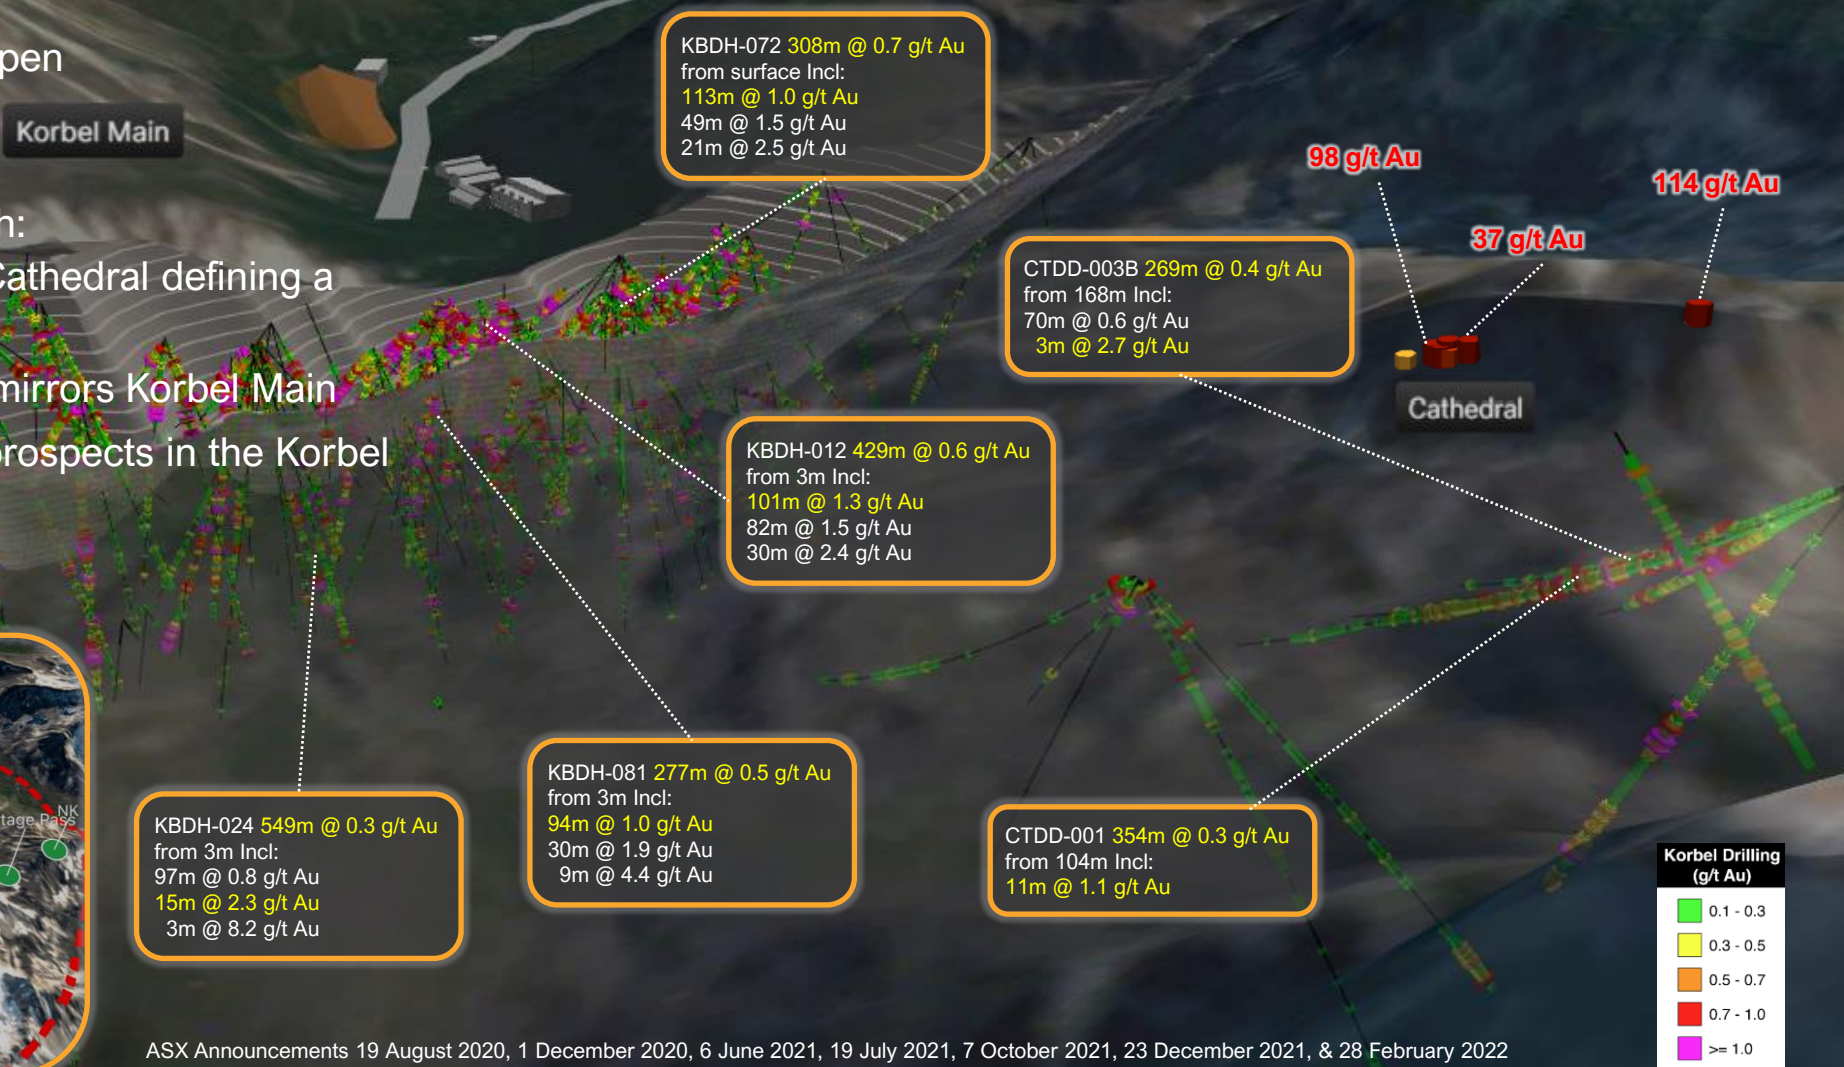 pen
Korbel Main
n:
Cathedral defining a
mirrors Korbel Main
prospects in the Korbel
KBDH-072 308m @ 0.7 g/t Au
from surface Incl:
113m @ 1.0 g/t Au
49m @ 1.5 g/t Au
21m @ 2.5 g/t Au
98 g/t Au
37 g/t Au
114 g/t Au
CTDD-003B 269m @ 0.4 g/t Au
from 168m Incl:
70m @ 0.6 g/t Au
3m @ 2.7 g/t Au
Cathedral
KBDH-012 429m @ 0.6 g/t Au
from 3m Incl:
101m @ 1.3 g/t Au
82m @ 1.5 g/t Au
30m @ 2.4 g/t Au
KBDH-081 277m @ 0.5 g/t Au
from 3m Incl:
94m @ 1.0 g/t Au
30m @ 1.9 g/t Au
9m @ 4.4 g/t Au
KBDH-024 549m @ 0.3 g/t Au
from 3m Incl:
97m @ 0.8 g/t Au
15m @ 2.3 g/t Au
3m @ 8.2 g/t Au
CTDD-001 354m @ 0.3 g/t Au
from 104m Incl:
11m @ 1.1 g/t Au
NK
tage Pass
Korbel Drilling
(g/t Au)
0.1 - 0.3
0.3 - 0.5
0.5 - 0.7
0.7 - 1.0
>= 1.0
ASX Announcements 19 August 2020, 1 December 2020, 6 June 2021, 19 July 2021, 7 October 2021, 23 December 2021, & 28 February 2022